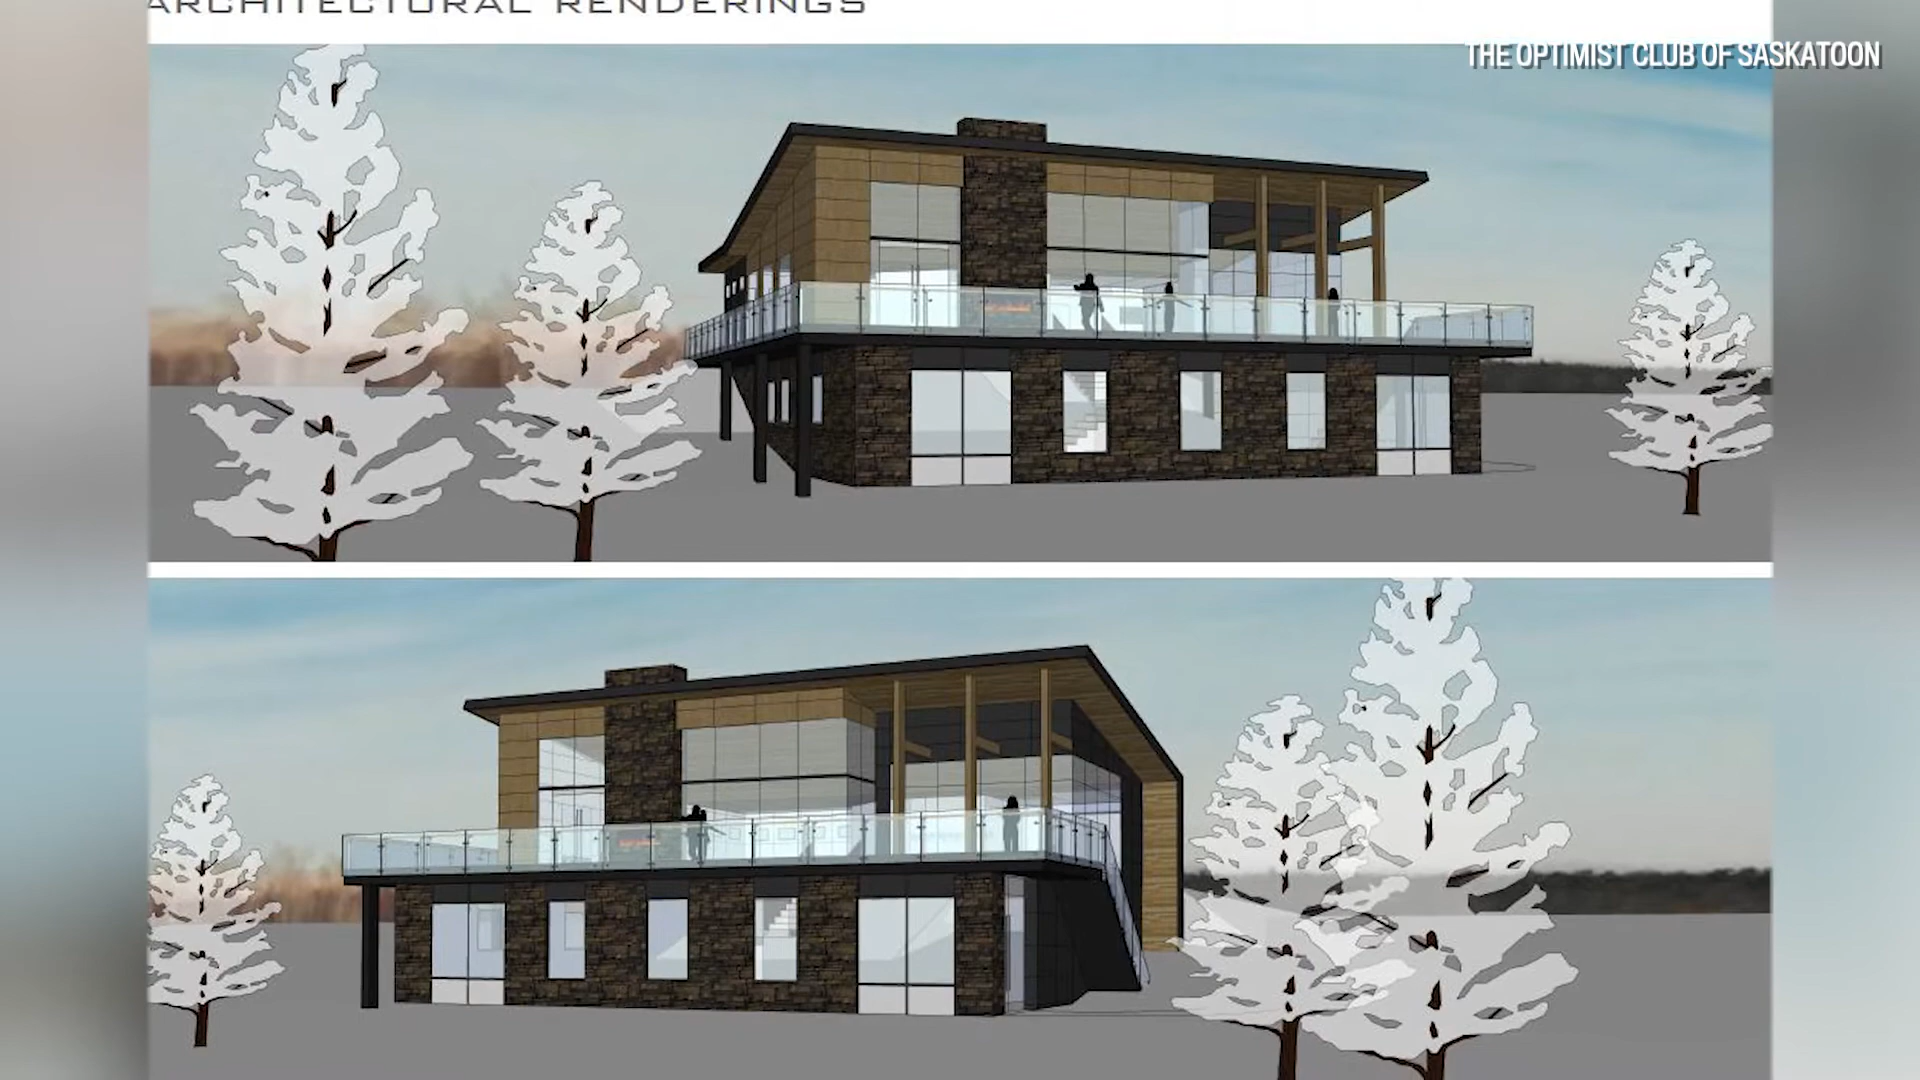 ARCHITECTURAL RENDERINGS
THE OPTIMIST CLUB OF SASKATOON